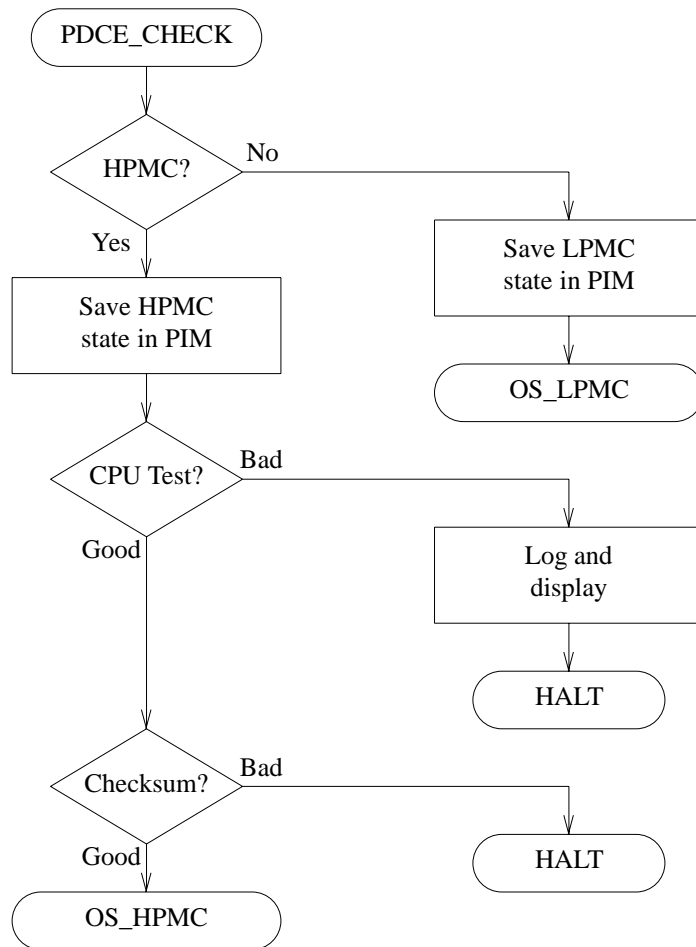 PDCE_CHECK
HPMC?
No
Yes
Save LPMC
state in PIM
Save HPMC
state in PIM
OS_LPMC
CPU Test?
Bad
Good
Log and
display
HALT
Checksum?
Bad
Good
HALT
OS_HPMC